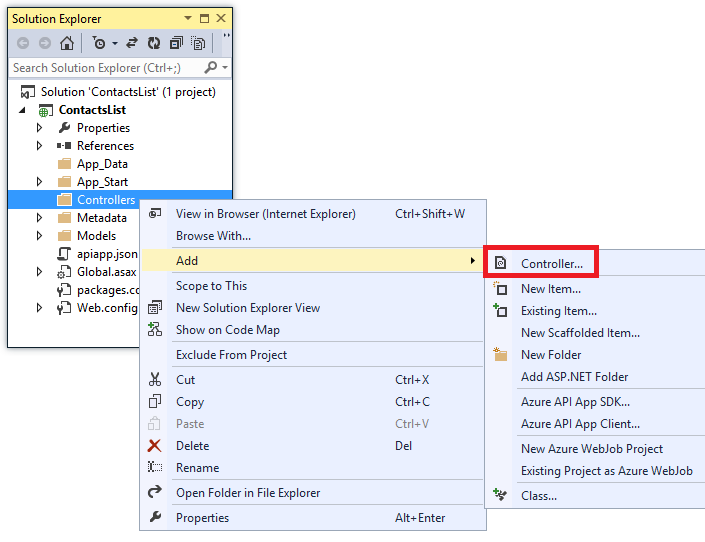 Solution Explorer
Search Solution Explorer (Ctrl+;)
Solution 'ContactsList' (1 project)
ContactsList
Properties
References
App_Data
App_Start
Controllers
Metadata
Models
apiapp.json
Global.asax
packages.co
Web.config
View in Browser (Internet Explorer) Ctrl+Shift+W
Browse With...
Add
Scope to This
New Solution Explorer View
Show on Code Map
Exclude From Project
Cut Ctrl+X
Copy Ctrl+C
Paste Ctrl+V
Delete Del
Rename
Open Folder in File Explorer
Properties Alt+Enter
Controller...
New Item...
Existing Item...
New Scaffolded Item...
New Folder
Add ASP.NET Folder
Azure API App SDK...
Azure API App Client...
New Azure WebJob Project
Existing Project as Azure WebJob
Class...